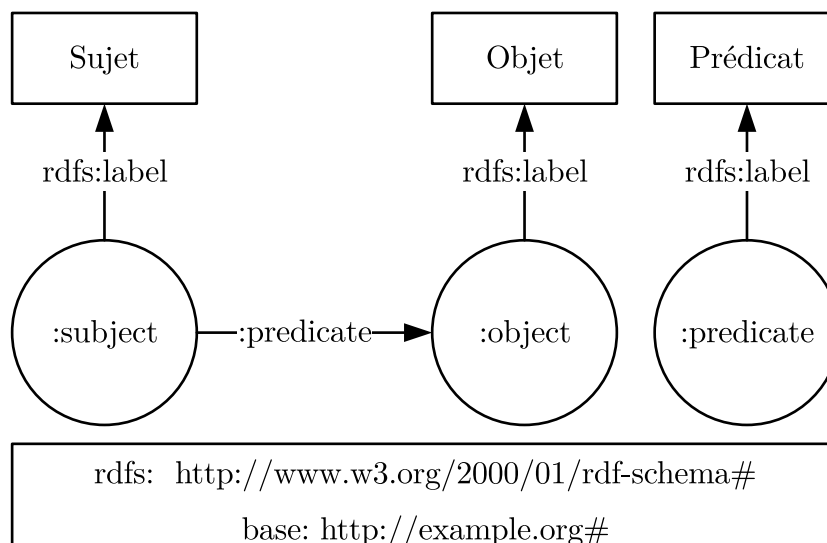 Sujet
Objet
Prédicat
rdfs:label
rdfs:label
rdfs:label
:subject
:predicate
:object
:predicate
rdfs: http://www.w3.org/2000/01/rdf-schema#
base: http://example.org#